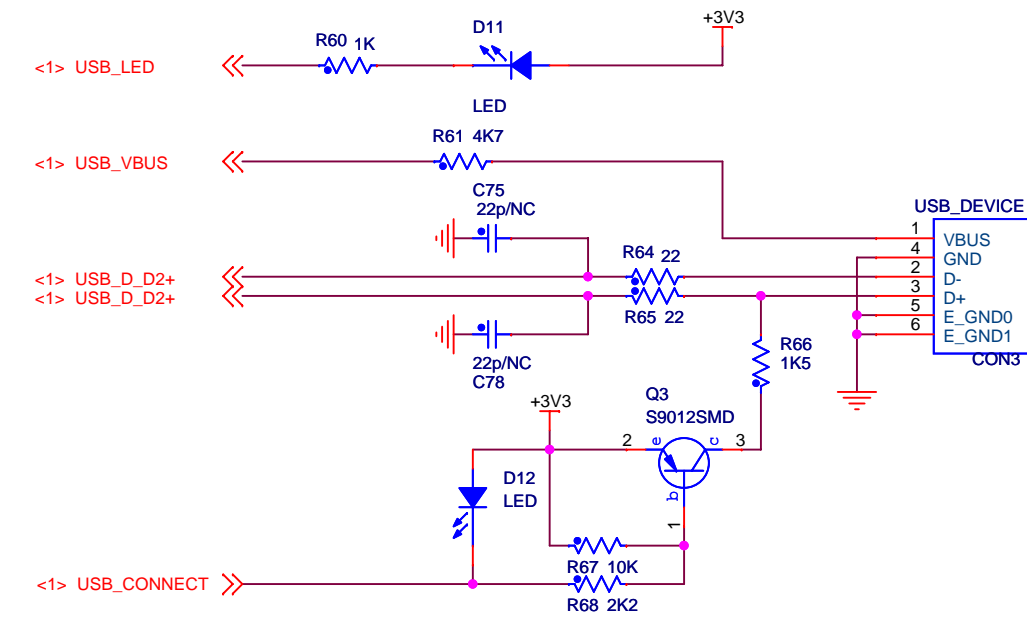 +3V3
D11
R60 1K
<1> USB_LED
LED
R61 4K7
<1> USB_VBUS
C75
22p/NC
USB_DEVICE
1 VBUS
4 GND
R64 22
<1> USB_D_D2+
2 D-
<1> USB_D_D2+
3 D+
R65 22
5 E_GND0
6 E_GND1
R66
1K5
CON3
22p/NC
C78
+3V3
Q3
S9012SMD
2 e c 3
D12
LED
b
1
R67 10K
<1> USB_CONNECT
R68 2K2